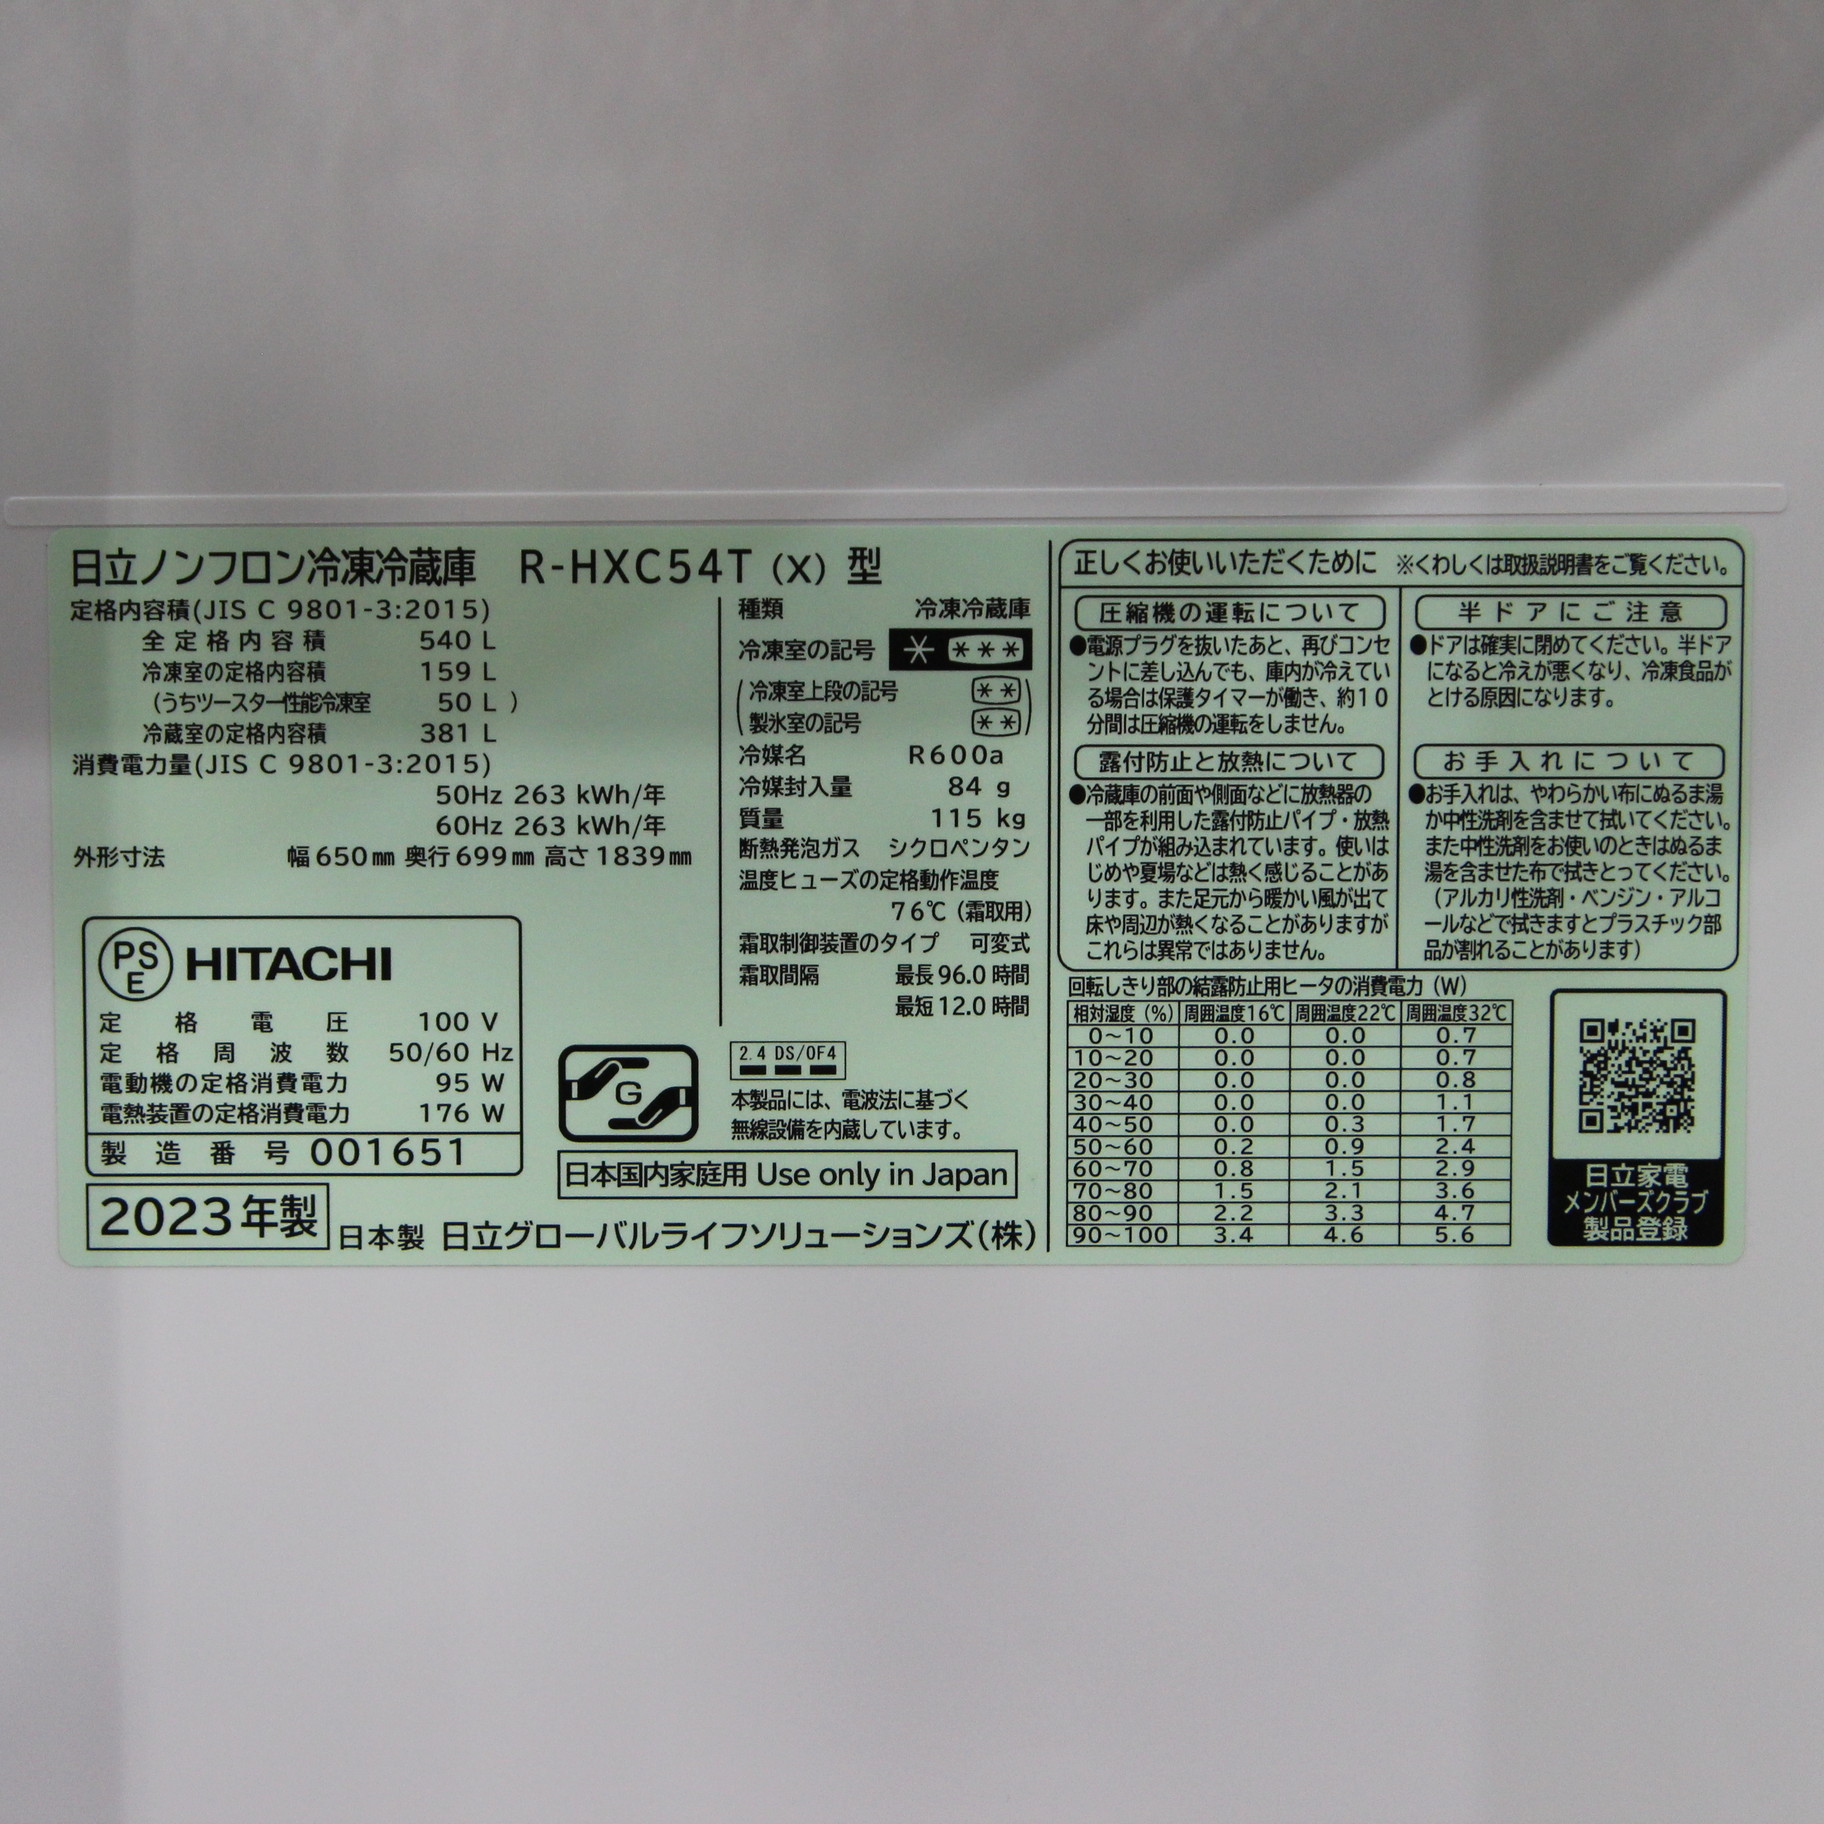 日立ノンフロン冷凍冷蔵庫 R-HXC54T (X) 型
定格内容積(JIS C 9801-3:2015)
全定格内容積 540 L
冷凍室の定格内容積 159 L
(うちツースター性能冷凍室 50 L )
冷蔵室の定格内容積 381 L
消費電力量(JIS C 9801-3:2015)
50Hz 263 kWh/年
60Hz 263 kWh/年
外形寸法 幅650㎜ 奥行699㎜ 高さ1839㎜
PSE HITACHI
定格電圧 100 V
定格周波数 50/60 Hz
電動機の定格消費電力 95 W
電熱装置の定格消費電力 176 W
製造番号 001651
2023年製
日本製 日立グローバルライフソリューションズ(株)
種類 冷凍冷蔵庫
冷凍室の記号 * ***
(冷凍室上段の記号 **
製氷室の記号 **)
冷媒名 R600a
冷媒封入量 84 g
質量 115 kg
断熱発泡ガス シクロペンタン
温度ヒューズの定格動作温度
76℃ (霜取用)
霜取制御装置のタイプ 可変式
霜取間隔 最長96.0時間
最短12.0時間
G
2.4 DS/OF4
本製品には、電波法に基づく
無線設備を内蔵しています。
日本国内家庭用 Use only in Japan
正しくお使いいただくために ※くわしくは取扱説明書をご覧ください。
圧縮機の運転について
●電源プラグを抜いたあと、再びコンセ
ントに差し込んでも、庫内が冷えてい
る場合は保護タイマーが働き、約10
分間は圧縮機の運転をしません。
半ドアにご注意
●ドアは確実に閉めてください。半ドア
になると冷えが悪くなり、冷凍食品が
とける原因になります。
露付防止と放熱について
●冷蔵庫の前面や側面などに放熱器の
一部を利用した露付防止パイプ・放熱
パイプが組み込まれています。使いは
じめや夏場などは熱く感じることがあ
ります。また足元から暖かい風が出て
床や周辺が熱くなることがありますが
これらは異常ではありません。
お手入れについて
●お手入れは、やわらかい布にぬるま湯
か中性洗剤を含ませて拭いてください。
また中性洗剤をお使いのときはぬるま
湯を含ませた布で拭きとってください。
(アルカリ性洗剤・ベンジン・アルコ
ールなどで拭きますとプラスチック部
品が割れることがあります)
回転しきり部の結露防止用ヒータの消費電力 (W)
相対湿度 (%) 周囲温度16℃ 周囲温度22℃ 周囲温度32℃
0~10 0.0 0.0 0.7
10~20 0.0 0.0 0.7
20~30 0.0 0.0 0.8
30~40 0.0 0.0 1.1
40~50 0.0 0.3 1.7
50~60 0.2 0.9 2.4
60~70 0.8 1.5 2.9
70~80 1.5 2.1 3.6
80~90 2.2 3.3 4.7
90~100 3.4 4.6 5.6
日立家電
メンバーズクラブ
製品登録